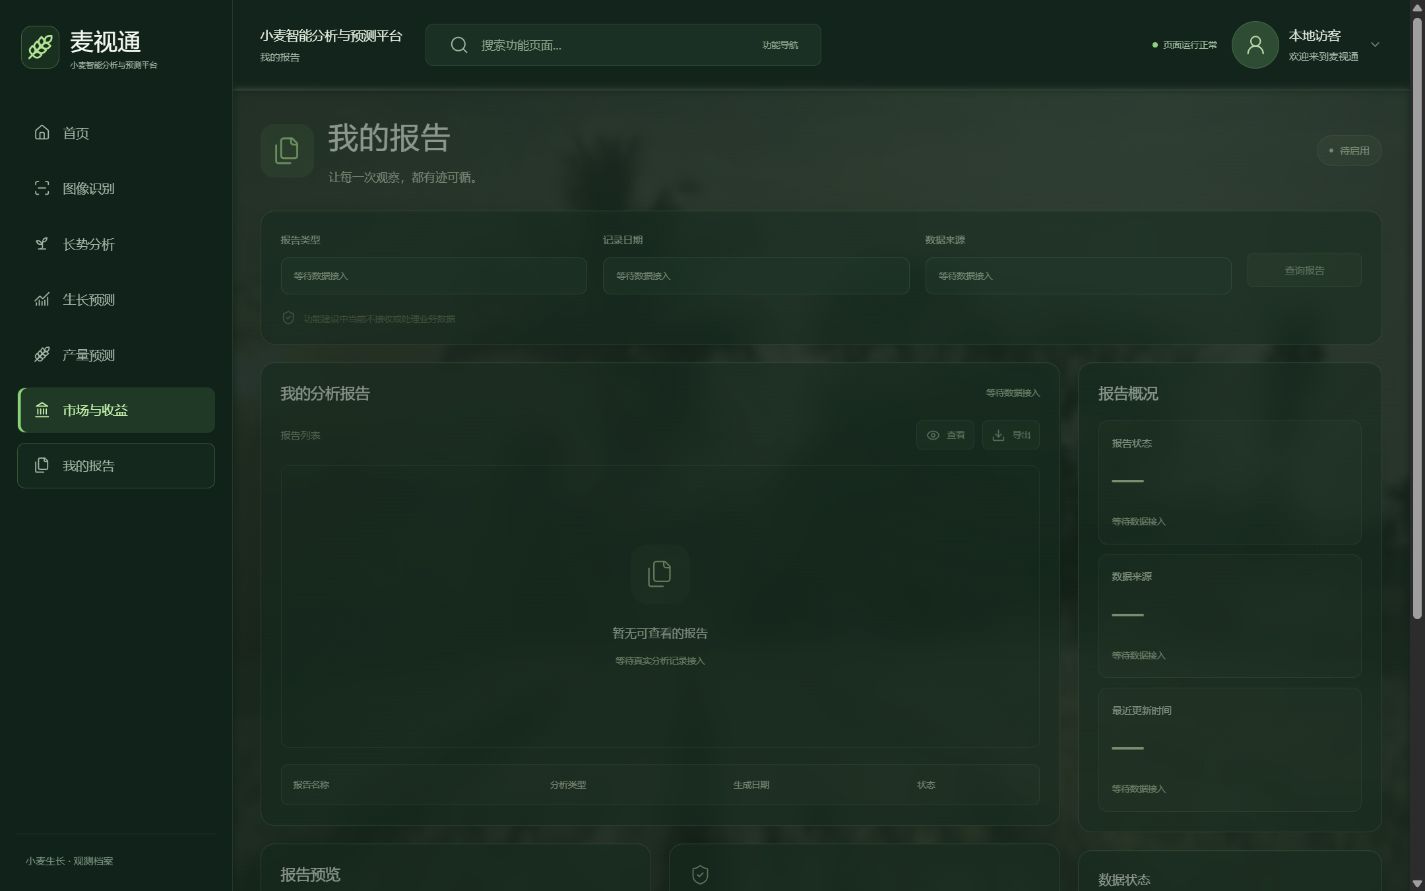 麦视通
小麦智能分析与预测平台
首页
图像识别
长势分析
生长预测
产量预测
市场与收益
我的报告
小麦生长 · 观测档案
小麦智能分析与预测平台
我的报告
搜索功能页面...
功能导航
页面运行正常
本地访客
欢迎来到麦视通
我的报告
让每一次观察，都有迹可循。
待启用
报告类型
等待数据接入
记录日期
等待数据接入
数据来源
等待数据接入
查询报告
功能建设中当前不接收或处理业务数据
我的分析报告
等待数据接入
报告列表
查看
导出
暂无可查看的报告
等待真实分析记录接入
报告名称
分析类型
生成日期
状态
报告概况
报告状态
等待数据接入
数据来源
等待数据接入
最近更新时间
等待数据接入
报告预览
数据状态